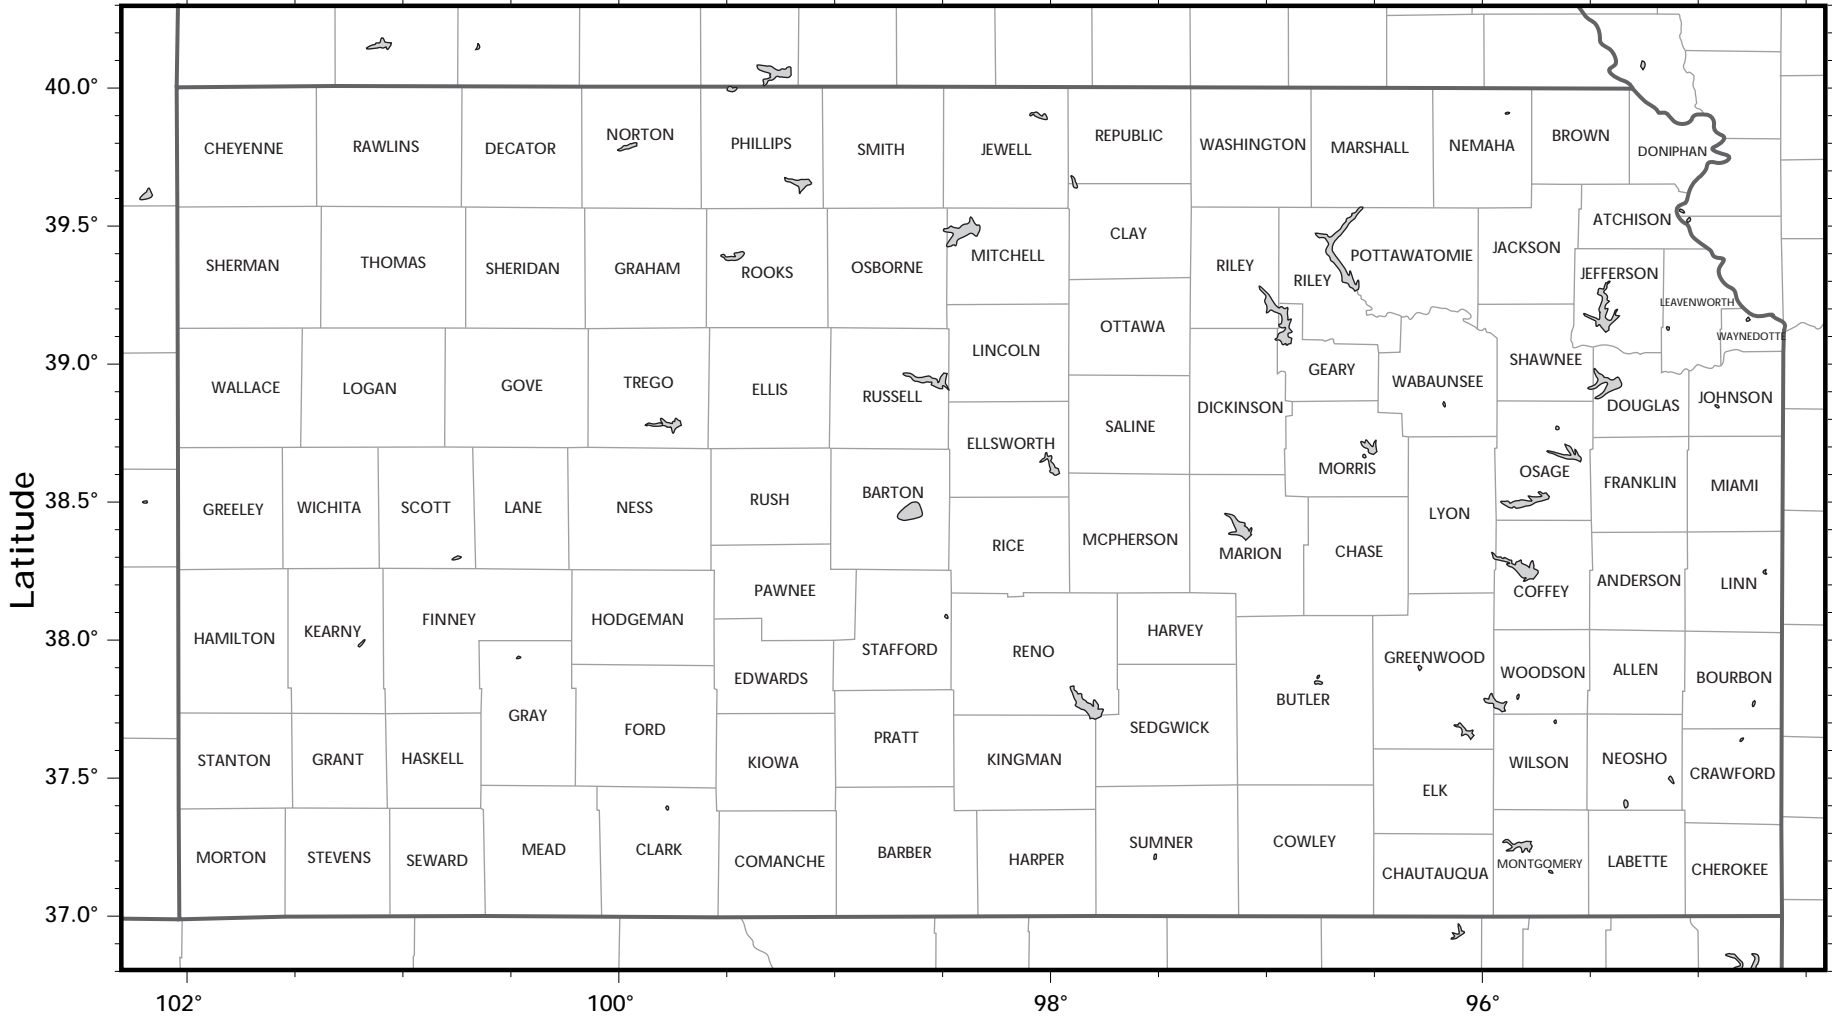 40.0°
CHEYENNE RAWLINS DECATOR NORTON PHILLIPS SMITH JEWELL REPUBLIC WASHINGTON MARSHALL NEMAHA BROWN DONIPHAN
39.5°
ATCHISON
SHERMAN THOMAS SHERIDAN GRAHAM ROOKS OSBORNE MITCHELL CLAY RILEY RILEY POTTAWATOMIE JACKSON JEFFERSON
LEAVENWORTH
OTTAWA
WAYNEDOTTE
LINCOLN
39.0°
SHAWNEE
WALLACE LOGAN GOVE TREGO ELLIS RUSSELL DICKINSON GEARY WABAUNSEE DOUGLAS JOHNSON
ELLSWORTH SALINE
MORRIS OSAGE
38.5°
GREELEY WICHITA SCOTT LANE NESS RUSH BARTON LYON FRANKLIN MIAMI
RICE MCPHERSON MARION CHASE
Latitude
PAWNEE COFFEY ANDERSON LINN
38.0°
HAMILTON KEARNY FINNEY HODGEMAN STAFFORD RENO HARVEY
EDWARDS GREENWOOD WOODSON ALLEN BOURBON
GRAY FORD BUTLER
PRATT SEDGWICK
STANTON GRANT HASKELL KIOWA KINGMAN WILSON NEOSHO CRAWFORD
37.5°
ELK
MORTON STEVENS SEWARD MEAD CLARK COMANCHE BARBER HARPER SUMNER COWLEY CHAUTAUQUA MONTGOMERY LABETTE CHEROKEE
37.0°
102° 100° 98° 96°